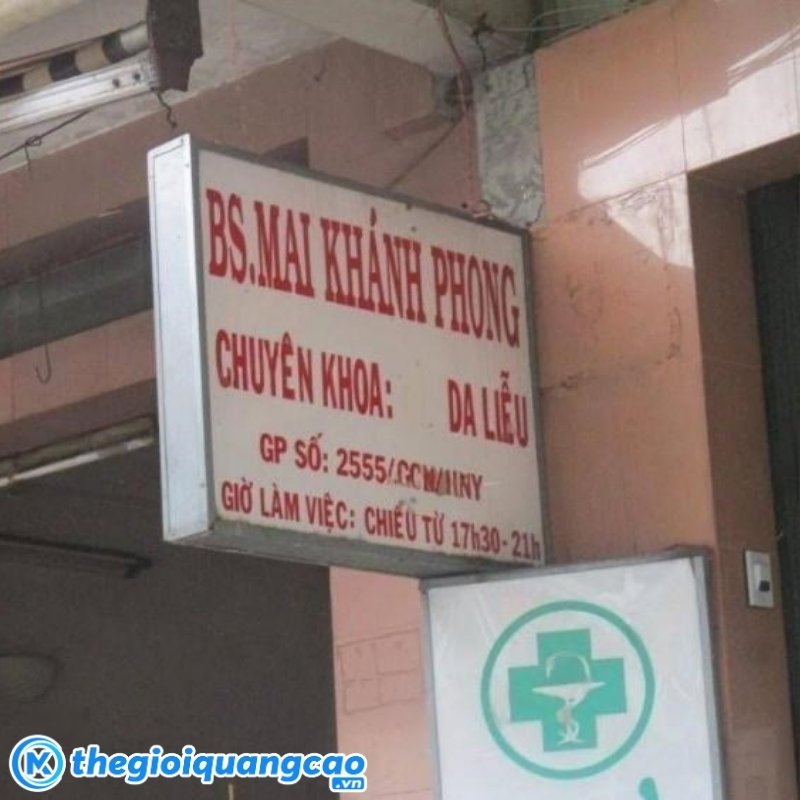 BS.MAI KHÁNH PHONG
CHUYÊN KHOA: DA LIỄU
GP SỐ: 2555/
GIỜ LÀM VIỆC: CHIỀU TỪ 17h30-21h
thegioiquangcao
.vn